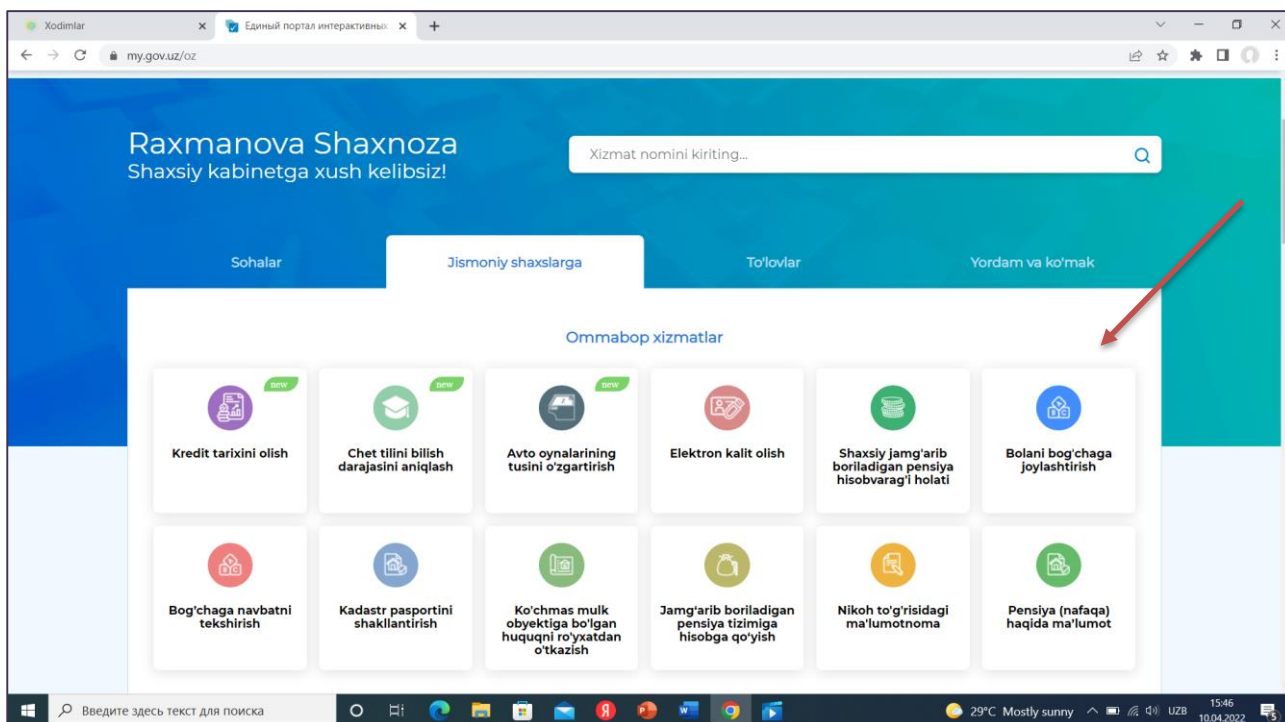 Xodimlar
Единый портал интерактивных
my.gov.uz/oz
Raxmanova Shaxnoza
Shaxsiy kabinetga xush kelibsiz!
Xizmat nomini kiriting...
Sohalar
Jismoniy shaxslarga
To'lovlar
Yordam va ko'mak
Ommabop xizmatlar
new
Kredit tarixini olish
new
Chet tilini bilish
darajasini aniqlash
new
Avto oynalarining
tusini o'zgartirish
Elektron kalit olish
Shaxsiy jamg'arib
boriladigan pensiya
hisobvarag'i holati
Bolani bog'chaga
joylashtirish
Bog'chaga navbatni
tekshirish
Kadastr pasportini
shakllantirish
Ko'chmas mulk
obyektiga bo'lgan
huquqni ro'yxatdan
o'tkazish
Jamg‘arib boriladigan
pensiya tizimiga
hisobga qo‘yish
Nikoh to'g'risidagi
ma'lumotnoma
Pensiya (nafaqa)
haqida ma'lumot
Введите здесь текст для поиска
29°C Mostly sunny
UZB
15:46
10.04.2022